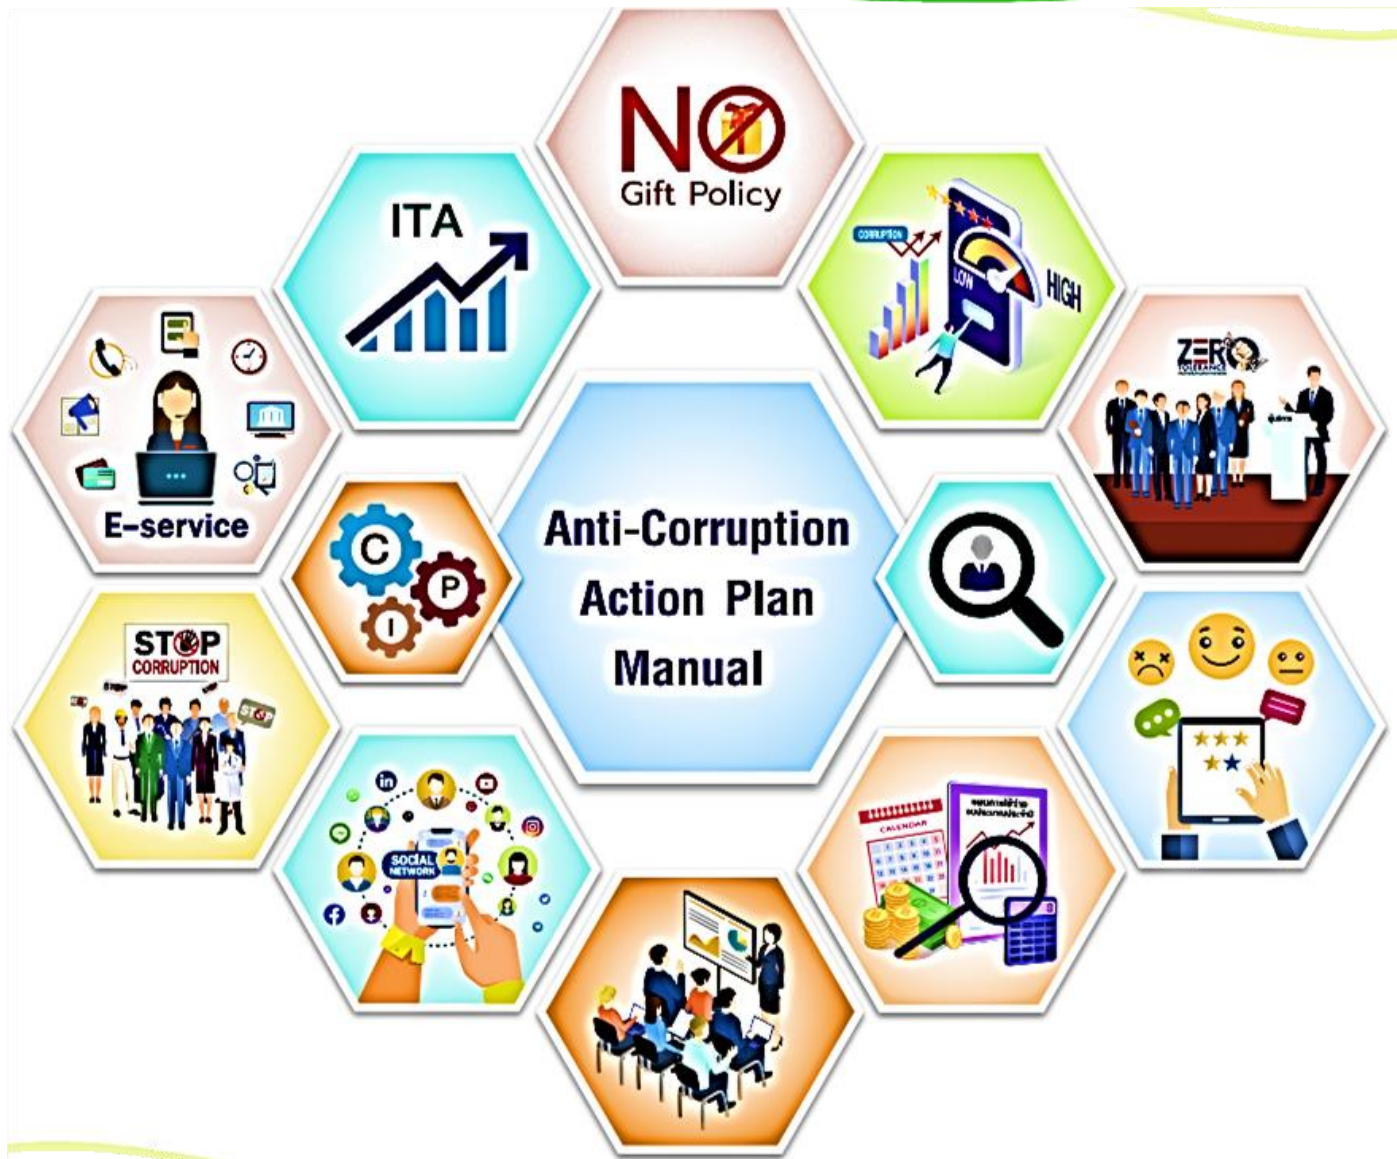 NO
Gift Policy
ITA
CORRUPTION
LOW
HIGH
ZERO
TOLERANCE
E-service
C
P
I
Anti-Corruption
Action Plan
Manual
STOP
CORRUPTION
STOP
SOCIAL
NETWORK
CALENDAR